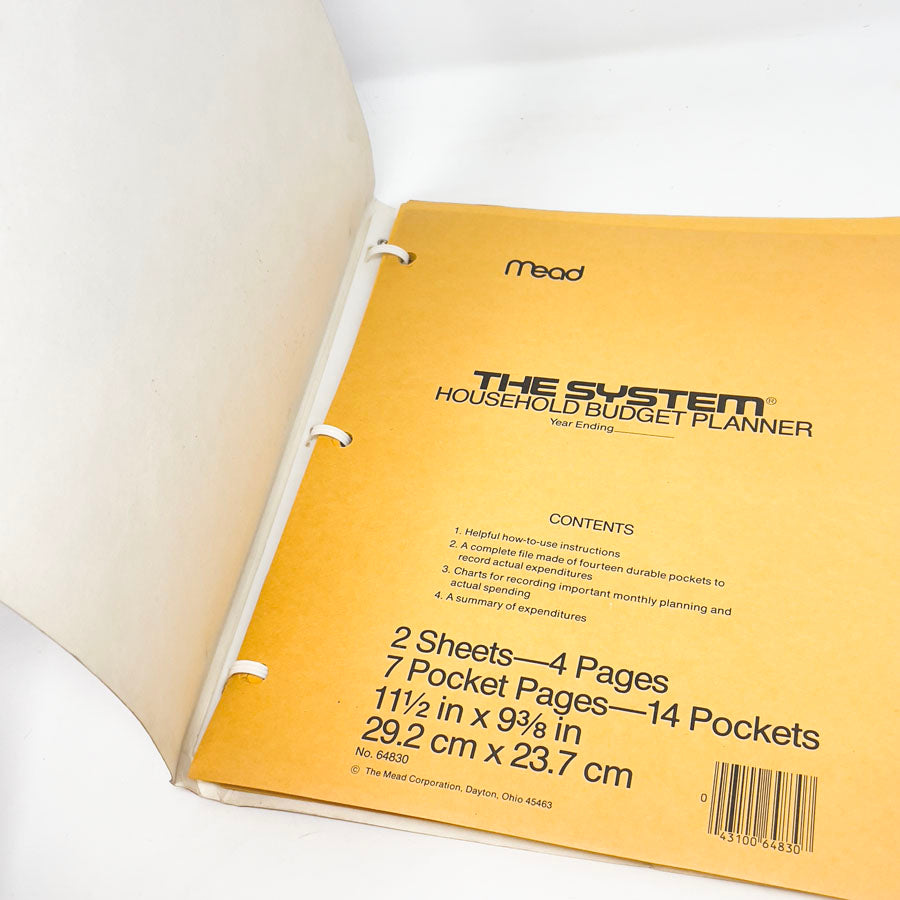 mead
THE SYSTEM®
HOUSEHOLD BUDGET PLANNER
Year Ending__________
CONTENTS
1. Helpful how-to-use instructions
2. A complete file made of fourteen durable pockets to
record actual expenditures
3. Charts for recording important monthly planning and
actual spending
4. A summary of expenditures
2 Sheets—4 Pages
7 Pocket Pages—14 Pockets
11½ in x 9⅜ in
29.2 cm x 23.7 cm
No. 64830
© The Mead Corporation, Dayton, Ohio 45463
0 43100 64830